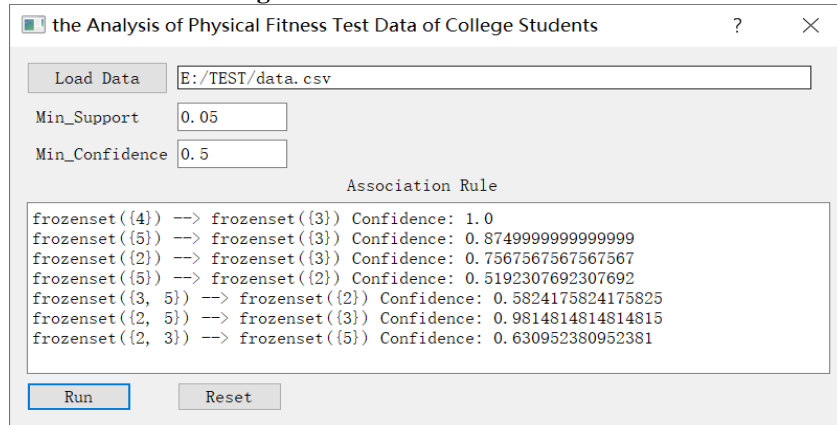 the Analysis of Physical Fitness Test Data of College Students ? ×
Load Data E:/TEST/data.csv
Min_Support 0.05
Min_Confidence 0.5
Association Rule
frozenset({4}) --> frozenset({3}) Confidence: 1.0
frozenset({5}) --> frozenset({3}) Confidence: 0.8749999999999999
frozenset({2}) --> frozenset({3}) Confidence: 0.7567567567567567
frozenset({5}) --> frozenset({2}) Confidence: 0.5192307692307692
frozenset({3, 5}) --> frozenset({2}) Confidence: 0.5824175824175825
frozenset({2, 5}) --> frozenset({3}) Confidence: 0.9814814814814815
frozenset({2, 3}) --> frozenset({5}) Confidence: 0.630952380952381
Run Reset